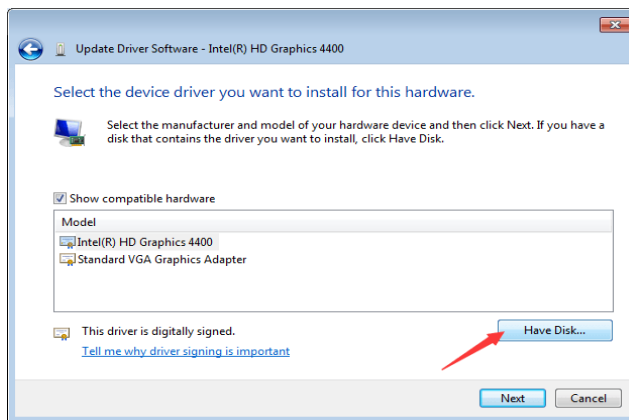 Update Driver Software - Intel(R) HD Graphics 4400
Select the device driver you want to install for this hardware.
Select the manufacturer and model of your hardware device and then click Next. If you have a
disk that contains the driver you want to install, click Have Disk.
Show compatible hardware
Model
Intel(R) HD Graphics 4400
Standard VGA Graphics Adapter
This driver is digitally signed.
Have Disk...
Tell me why driver signing is important
Next
Cancel